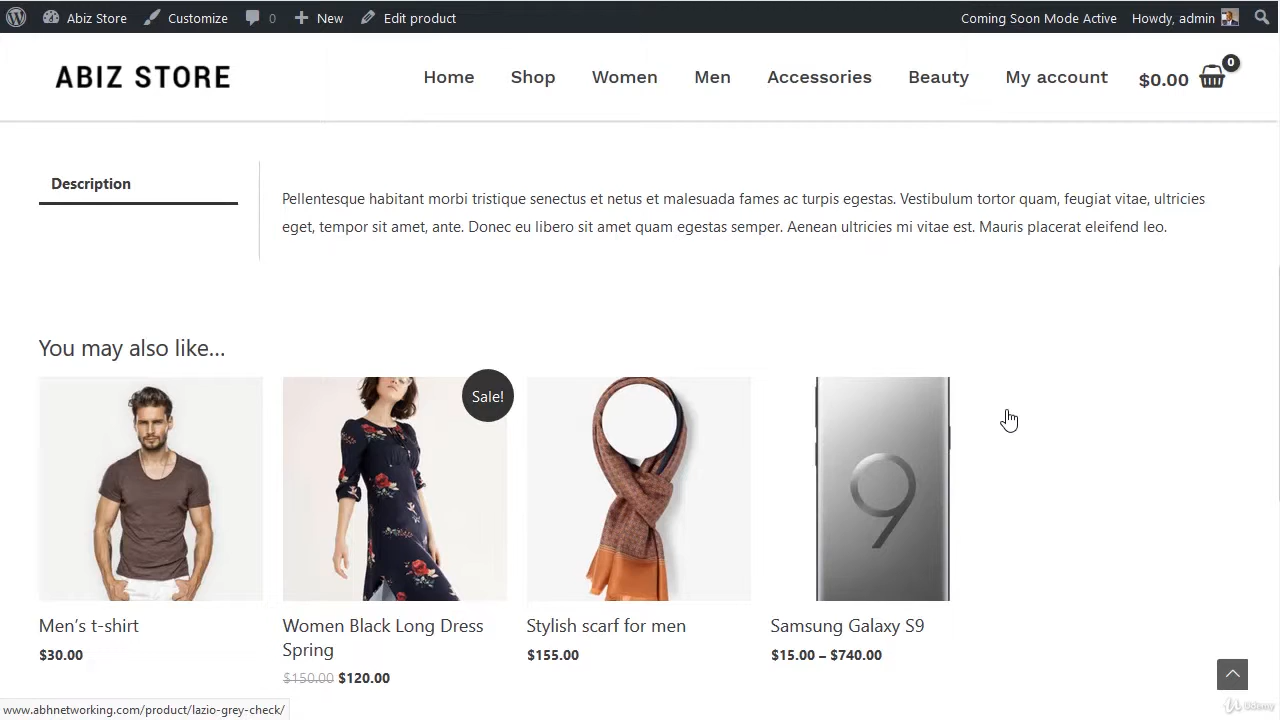 Abiz Store Customize 0 New Edit product Coming Soon Mode Active Howdy, admin
ABIZ STORE Home Shop Women Men Accessories Beauty My account $0.00 0
Description
Pellentesque habitant morbi tristique senectus et netus et malesuada fames ac turpis egestas. Vestibulum tortor quam, feugiat vitae, ultricies
eget, tempor sit amet, ante. Donec eu libero sit amet quam egestas semper. Aenean ultricies mi vitae est. Mauris placerat eleifend leo.
You may also like…
Sale!
9
Men’s t-shirt
$30.00
Women Black Long Dress
Spring
$150.00 $120.00
Stylish scarf for men
$155.00
Samsung Galaxy S9
$15.00 – $740.00
www.abhnetworking.com/product/lazio-grey-check/
Udemy